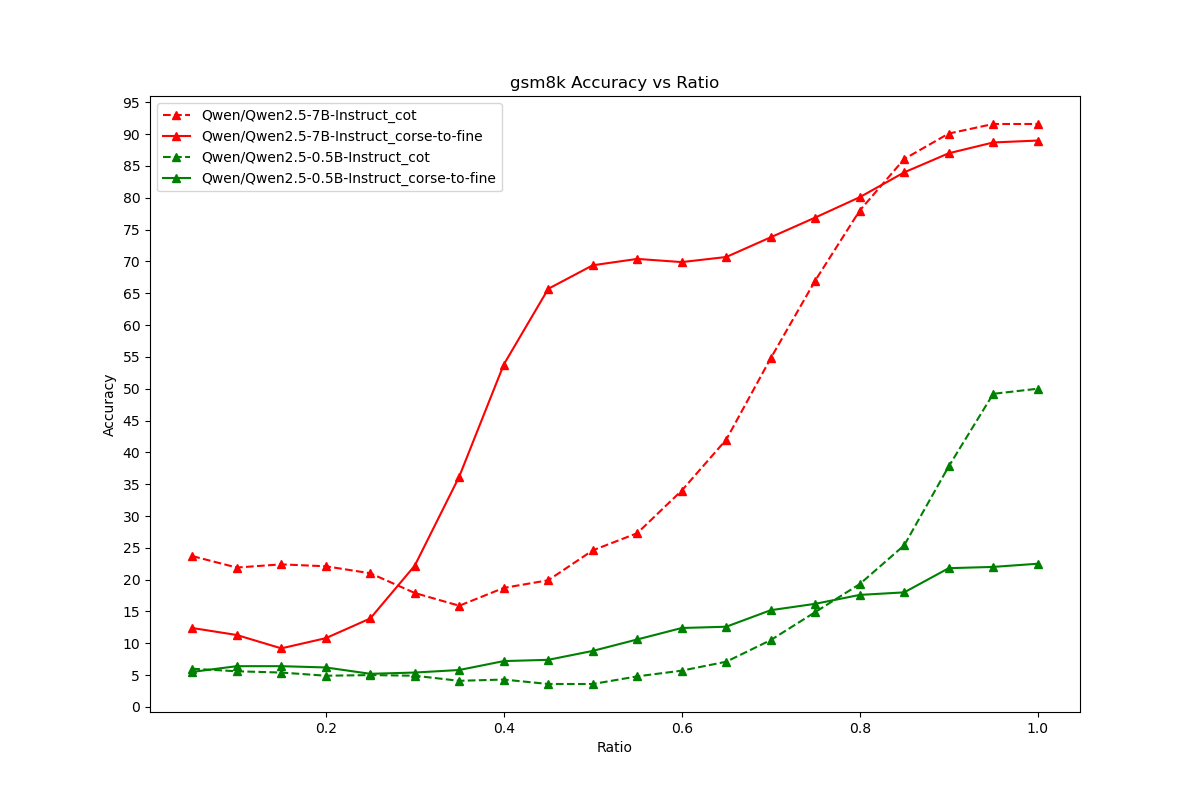 gsm8k Accuracy vs Ratio
Qwen/Qwen2.5-7B-Instruct_cot
Qwen/Qwen2.5-7B-Instruct_corse-to-fine
Qwen/Qwen2.5-0.5B-Instruct_cot
Qwen/Qwen2.5-0.5B-Instruct_corse-to-fine
95
90
85
80
75
70
65
60
55
50
45
40
35
30
25
20
15
10
5
0
Accuracy
0.2 0.4 0.6 0.8 1.0
Ratio